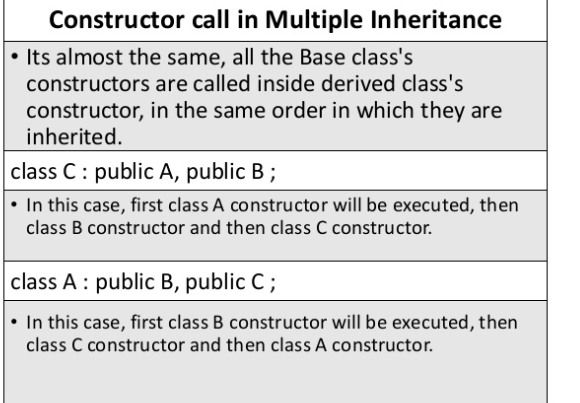 Constructor call in Multiple Inheritance
• Its almost the same, all the Base class's
constructors are called inside derived class's
constructor, in the same order in which they are
inherited.
class C : public A, public B ;
• In this case, first class A constructor will be executed, then
class B constructor and then class C constructor.
class A : public B, public C ;
• In this case, first class B constructor will be executed, then
class C constructor and then class A constructor.